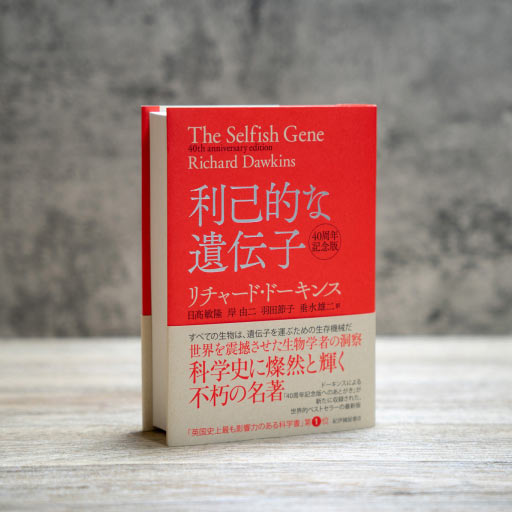 The Selfish Gene
40th anniversary edition
Richard Dawkins
利己的な
遺伝子
40周年
記念版
リチャード・ドーキンス
日髙敏隆 岸 由二 羽田節子 垂水雄二 訳
すべての生物は、遺伝子を運ぶための生存機械だ
世界を震撼させた生物学者の洞察
科学史に燦然と輝く
不朽の名著
ドーキンスによる
「40周年記念版へのあとがき」が
新たに収録された、
世界的ベストセラーの最新版
「英国史上最も影響力のある科学書」第1位
紀伊國屋書店